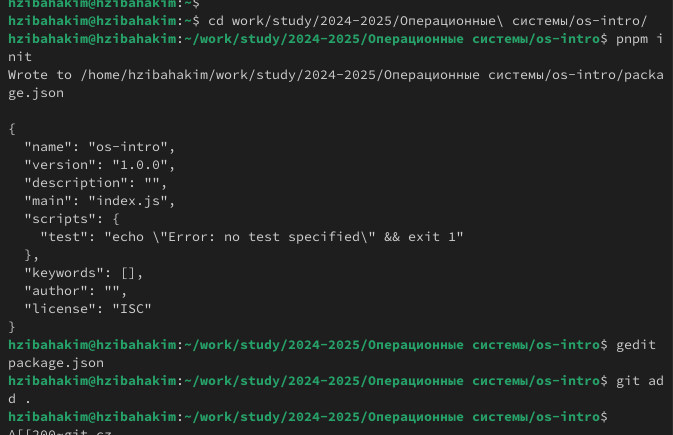 hzibahakim@hzibahakim:~$
hzibahakim@hzibahakim:~$ cd work/study/2024-2025/Операционные\ системы/os-intro/
hzibahakim@hzibahakim:~/work/study/2024-2025/Операционные системы/os-intro$ pnpm i
nit
Wrote to /home/hzibahakim/work/study/2024-2025/Операционные системы/os-intro/packa
ge.json

{
  "name": "os-intro",
  "version": "1.0.0",
  "description": "",
  "main": "index.js",
  "scripts": {
    "test": "echo \"Error: no test specified\" && exit 1"
  },
  "keywords": [],
  "author": "",
  "license": "ISC"
}
hzibahakim@hzibahakim:~/work/study/2024-2025/Операционные системы/os-intro$ gedit
package.json
hzibahakim@hzibahakim:~/work/study/2024-2025/Операционные системы/os-intro$ git ad
d .
hzibahakim@hzibahakim:~/work/study/2024-2025/Операционные системы/os-intro$
^[[200~git cz